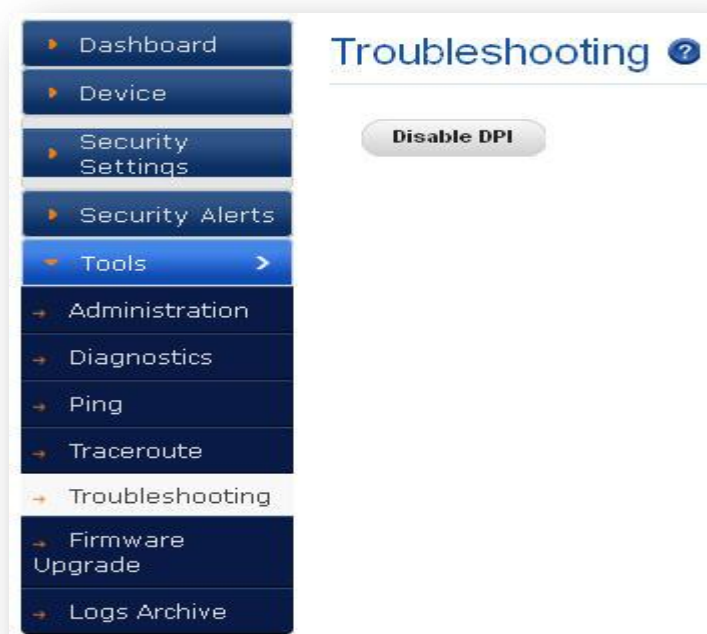 Dashboard
Device
Security
Settings
Security Alerts
Tools
Administration
Diagnostics
Ping
Traceroute
Troubleshooting
Firmware
Upgrade
Logs Archive
Troubleshooting ?
Disable DPI